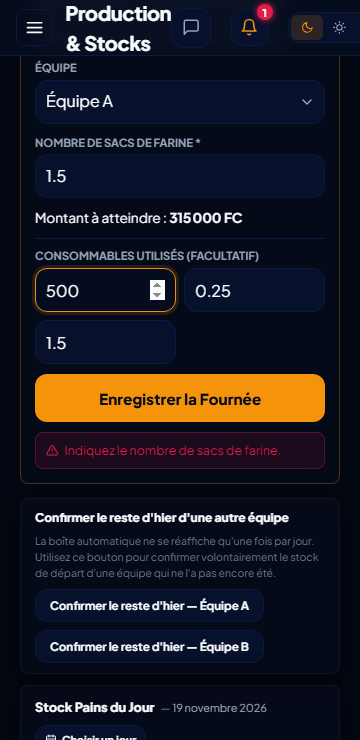 Production
& Stocks
1
ÉQUIPE
Équipe A
NOMBRE DE SACS DE FARINE *
1.5
Montant à atteindre : 315 000 FC
CONSOMMABLES UTILISÉS (FACULTATIF)
500
0.25
1.5
Enregistrer la Fournée
Indiquez le nombre de sacs de farine.
Confirmer le reste d'hier d'une autre équipe
La boîte automatique ne se réaffiche qu'une fois par jour.
Utilisez ce bouton pour confirmer volontairement le stock
de départ d'une équipe qui ne l'a pas encore été.
Confirmer le reste d'hier — Équipe A
Confirmer le reste d'hier — Équipe B
Stock Pains du Jour — 19 novembre 2026
Choisir un jour